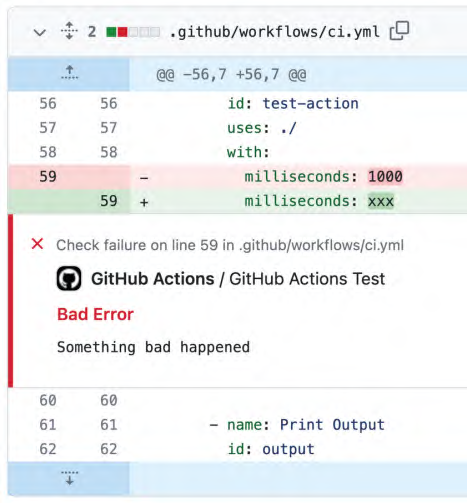 2 .github/workflows/ci.yml
@@ -56,7 +56,7 @@
56 56 id: test-action
57 57 uses: ./
58 58 with:
59 - milliseconds: 1000
59 + milliseconds: xxx
Check failure on line 59 in .github/workflows/ci.yml
GitHub Actions / GitHub Actions Test
Bad Error
Something bad happened
60 60
61 61 - name: Print Output
62 62 id: output